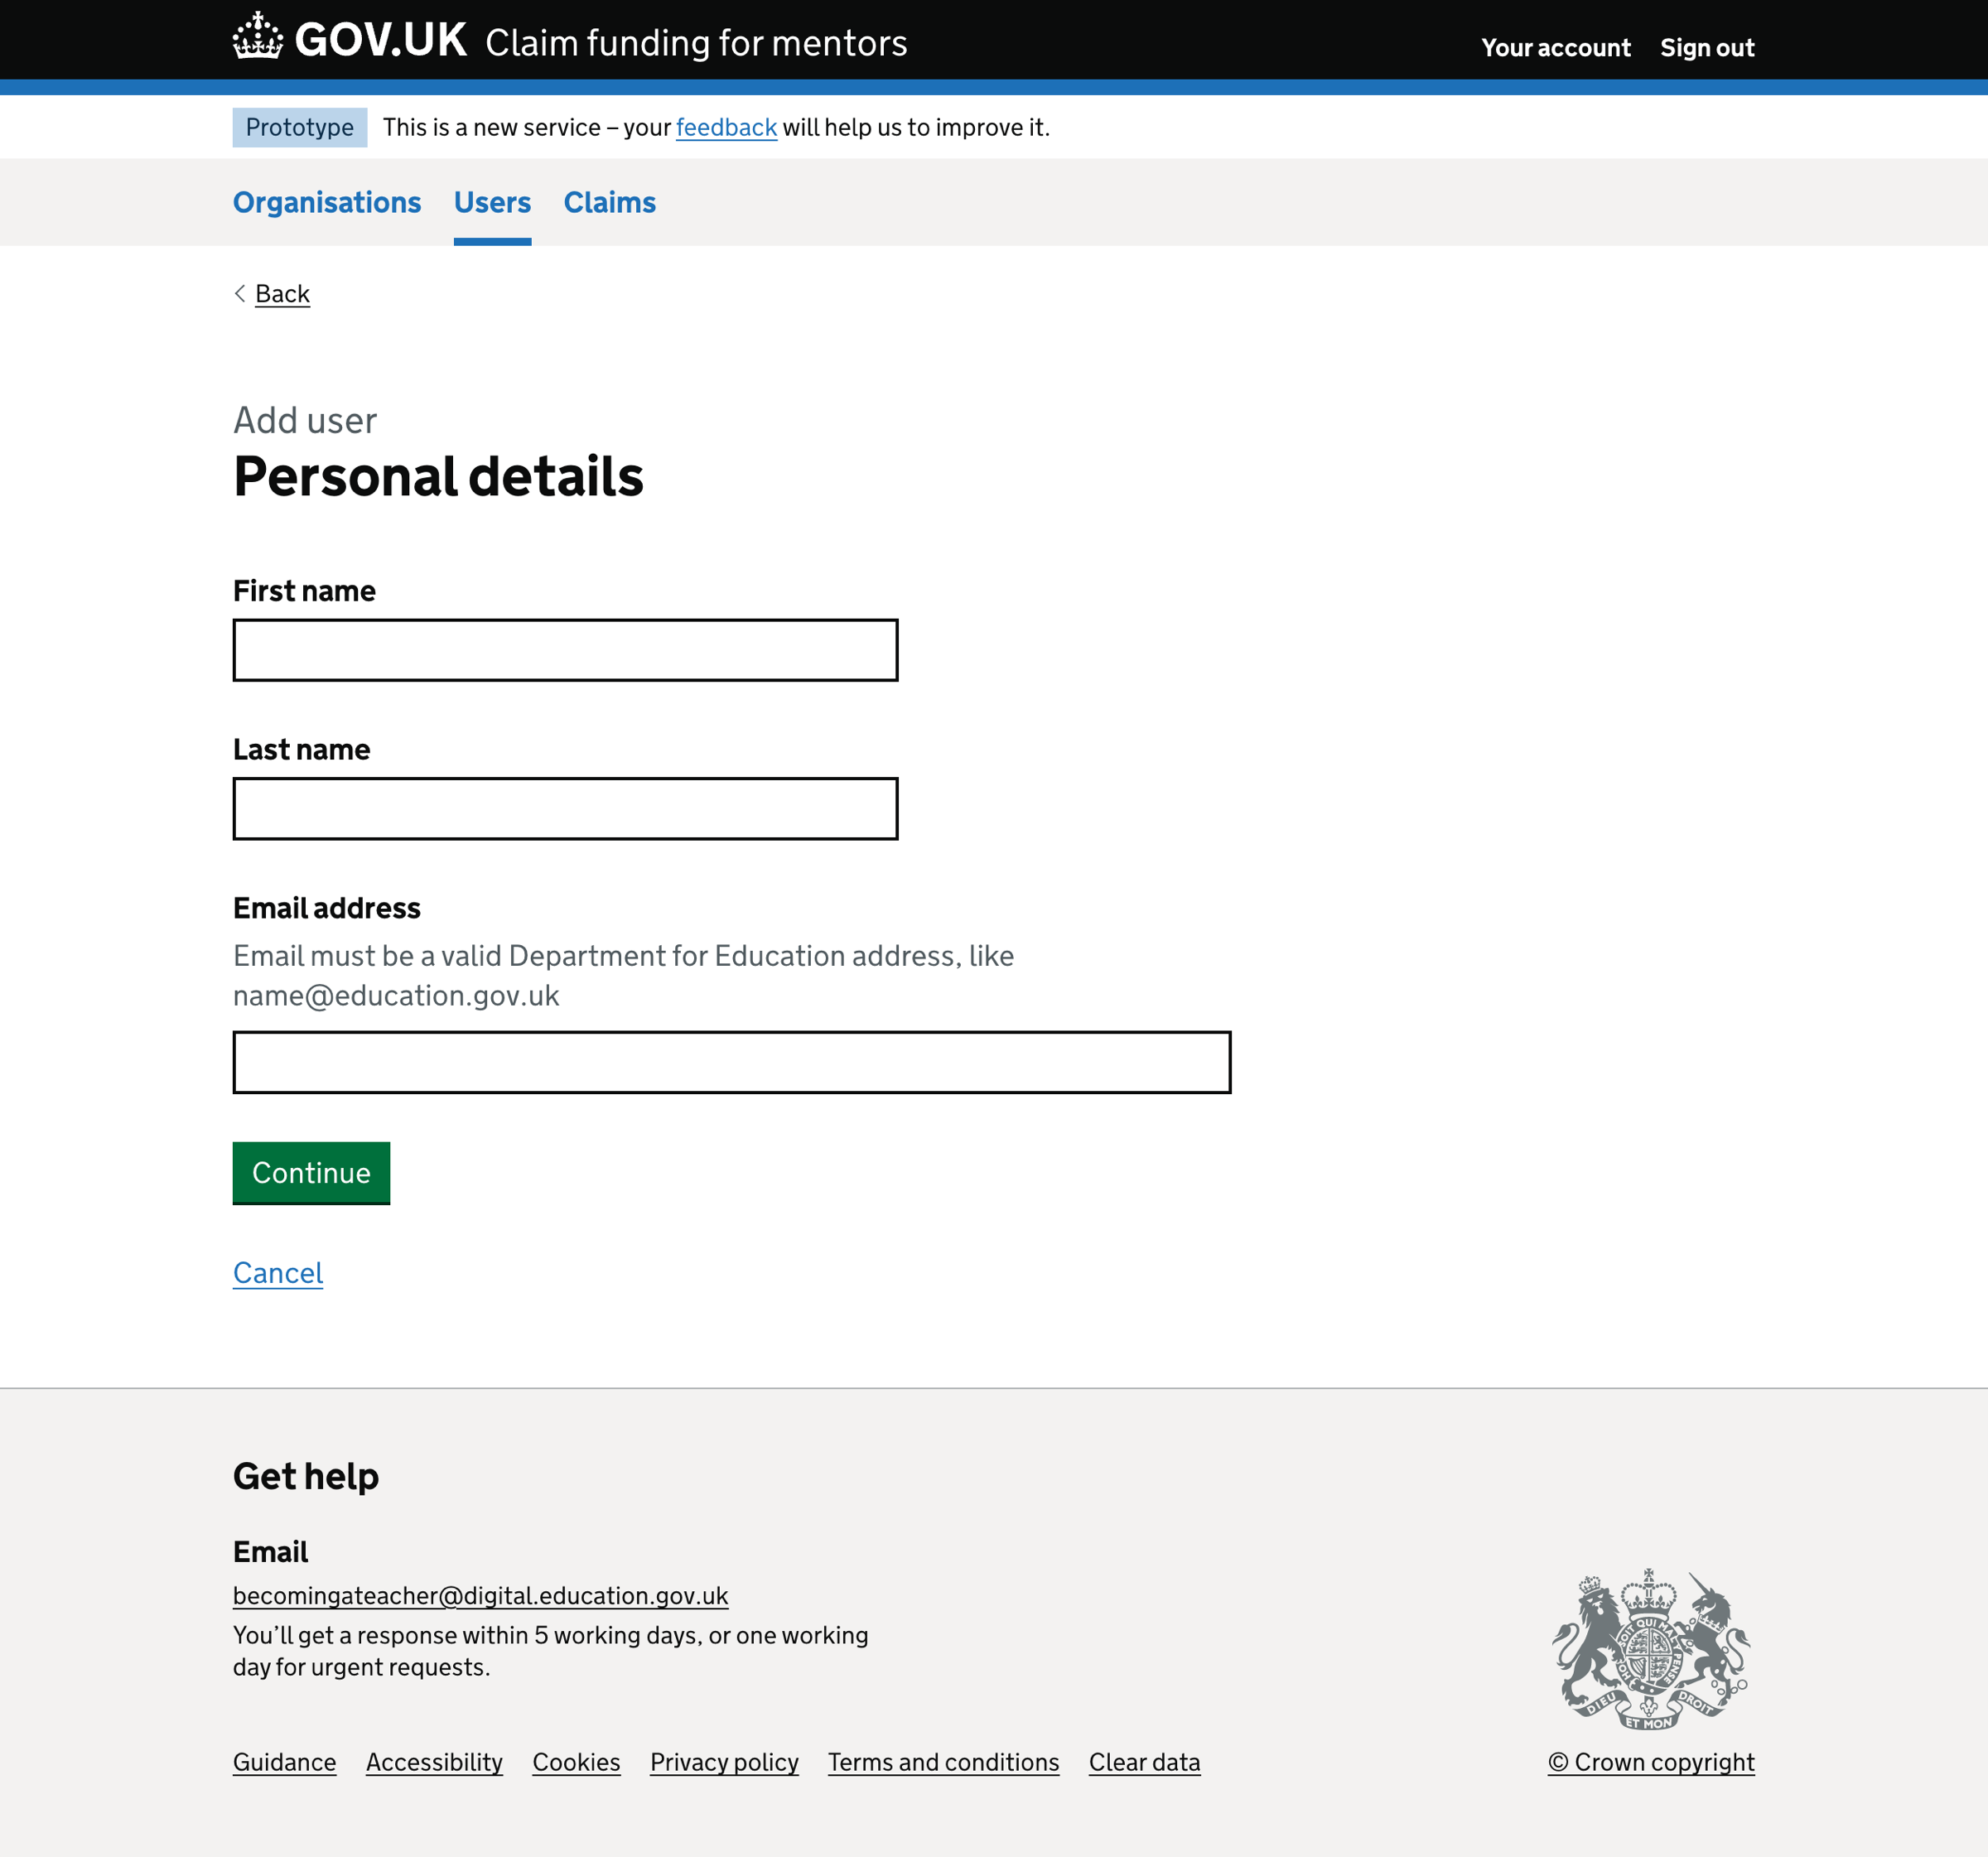 GOV.UK Claim funding for mentors
Your account Sign out
Prototype This is a new service – your feedback will help us to improve it.
Organisations Users Claims
Back
Add user
Personal details
First name
Last name
Email address
Email must be a valid Department for Education address, like
name@education.gov.uk
Continue
Cancel
Get help
Email
becomingateacher@digital.education.gov.uk
You’ll get a response within 5 working days, or one working
day for urgent requests.
DIEU ET MON DROIT
Guidance Accessibility Cookies Privacy policy Terms and conditions Clear data
© Crown copyright